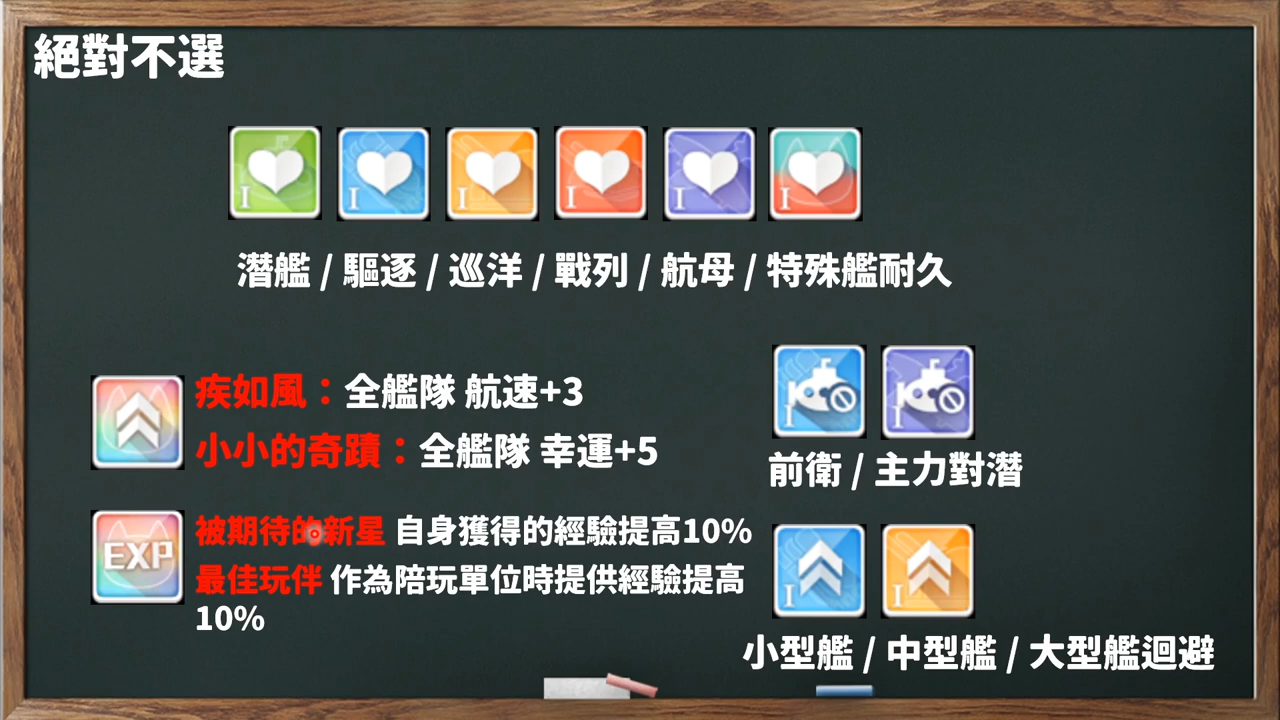 絕對不選
I I I I I I
潛艦 / 驅逐 / 巡洋 / 戰列 / 航母 / 特殊艦耐久
疾如風：全艦隊 航速+3
小小的奇蹟：全艦隊 幸運+5
EXP
被期待的新星 自身獲得的經驗提高10%
最佳玩伴 作為陪玩單位時提供經驗提高
10%
I I
前衛 / 主力對潛
I I
小型艦 / 中型艦 / 大型艦迴避